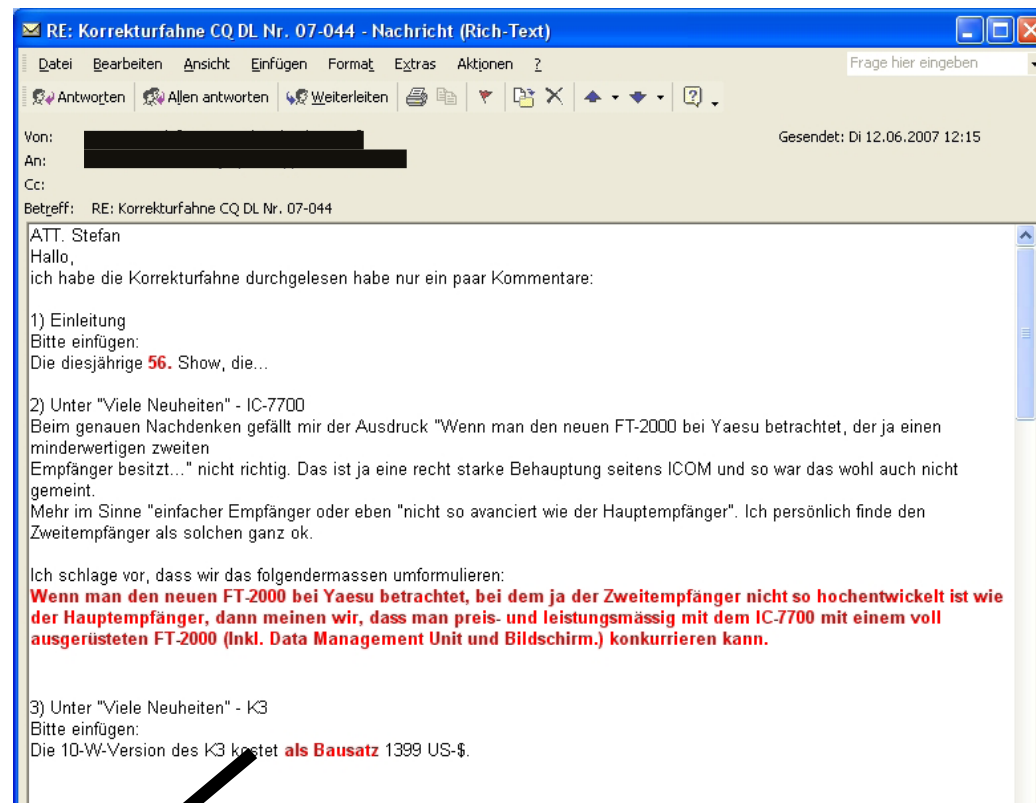 RE: Korrekturfahne CQ DL Nr. 07-044 - Nachricht (Rich-Text)
Datei Bearbeiten Ansicht Einfügen Format Extras Aktionen ? Frage hier eingeben
Antworten Allen antworten Weiterleiten
Von: Gesendet: Di 12.06.2007 12:15
An:
Cc:
Betreff: RE: Korrekturfahne CQ DL Nr. 07-044
ATT. Stefan
Hallo,
ich habe die Korrekturfahne durchgelesen habe nur ein paar Kommentare:
1) Einleitung
Bitte einfügen:
Die diesjährige 56. Show, die...
2) Unter "Viele Neuheiten" - IC-7700
Beim genauen Nachdenken gefällt mir der Ausdruck "Wenn man den neuen FT-2000 bei Yaesu betrachtet, der ja einen
minderwertigen zweiten
Empfänger besitzt..." nicht richtig. Das ist ja eine recht starke Behauptung seitens ICOM und so war das wohl auch nicht
gemeint.
Mehr im Sinne "einfacher Empfänger oder eben "nicht so avanciert wie der Hauptempfänger". Ich persönlich finde den
Zweitempfänger als solchen ganz ok.
Ich schlage vor, dass wir das folgendermassen umformulieren:
Wenn man den neuen FT-2000 bei Yaesu betrachtet, bei dem ja der Zweitempfänger nicht so hochentwickelt ist wie
der Hauptempfänger, dann meinen wir, dass man preis- und leistungsmässig mit dem IC-7700 mit einem voll
ausgerüsteten FT-2000 (Inkl. Data Management Unit und Bildschirm.) konkurrieren kann.
3) Unter "Viele Neuheiten" - K3
Bitte einfügen:
Die 10-W-Version des K3 kostet als Bausatz 1399 US-$.